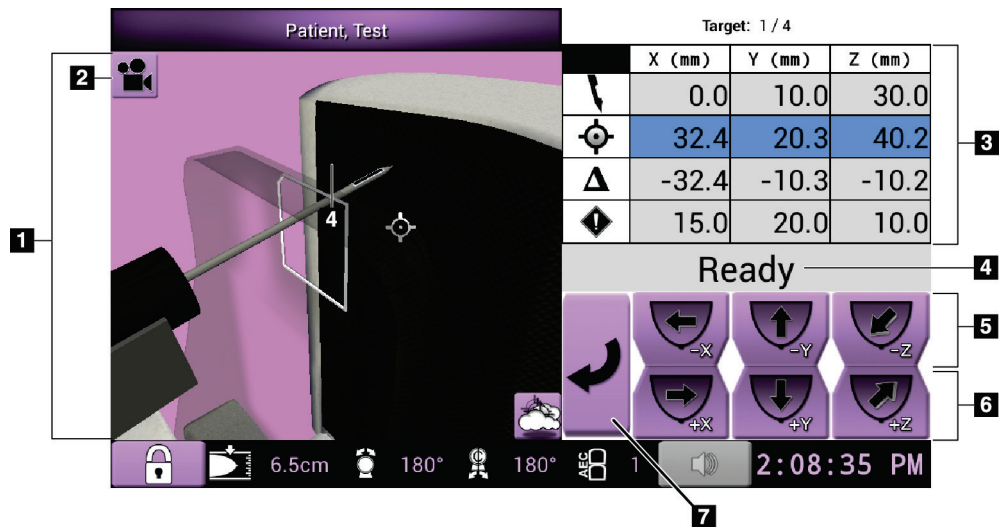 Patient, Test
Target: 1 / 4
X (mm) Y (mm) Z (mm)
0.0 10.0 30.0
32.4 20.3 40.2
Δ -32.4 -10.3 -10.2
15.0 20.0 10.0
Ready
-X -Y -Z
+X +Y +Z
4
6.5cm 180° 180° AEC 1 2:08:35 PM
1
2
3
4
5
6
7